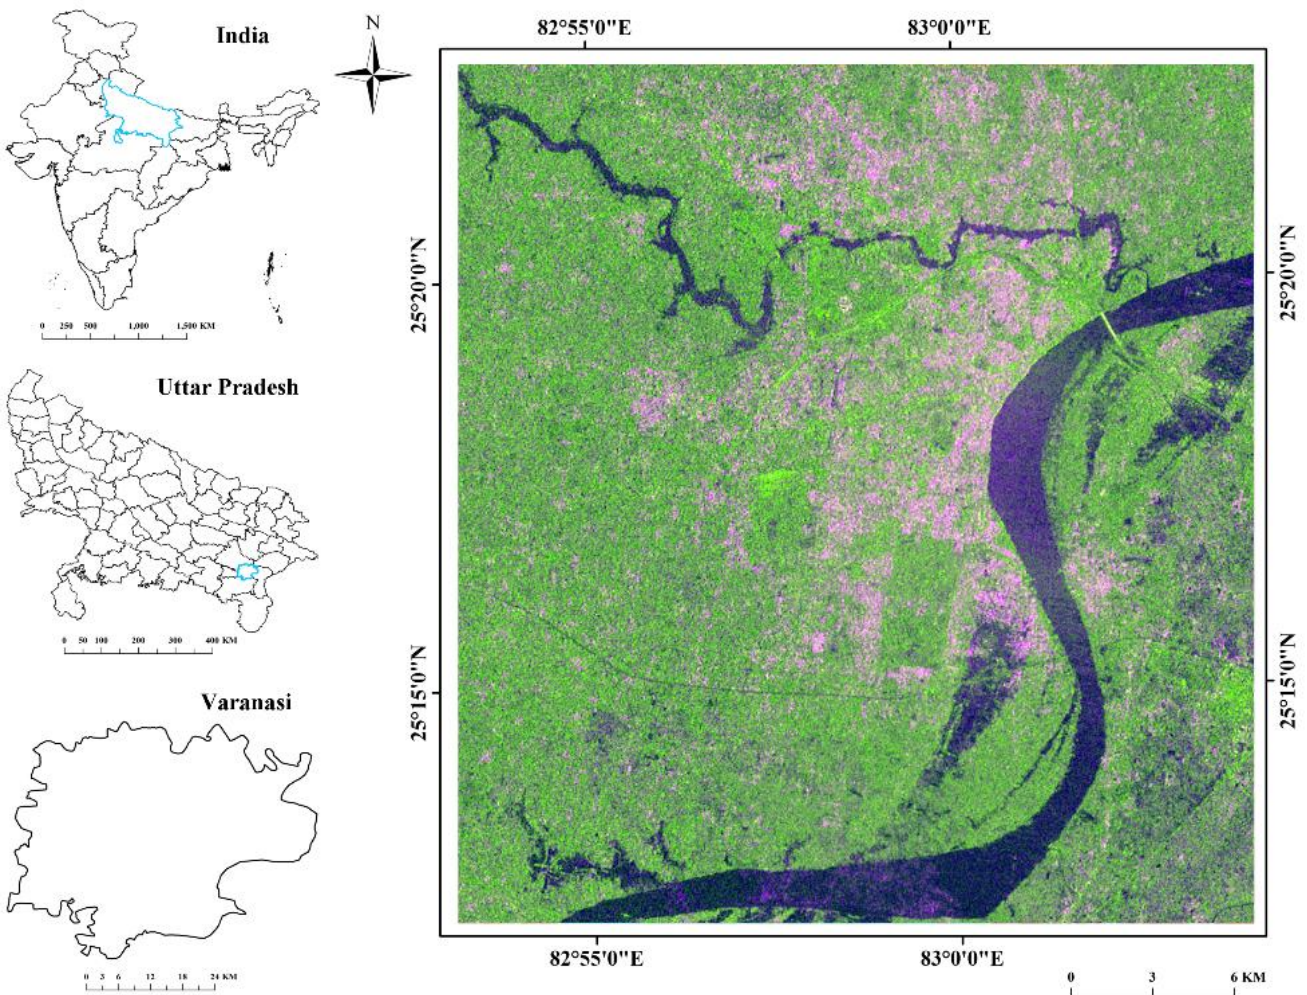 India
N
0 250 500 1,000 1,500 KM
Uttar Pradesh
0 50 100 200 300 400 KM
Varanasi
0 3 6 12 18 24 KM
82°55'0"E 83°0'0"E
25°20'0"N 25°20'0"N
25°15'0"N 25°15'0"N
82°55'0"E 83°0'0"E
0 3 6 KM